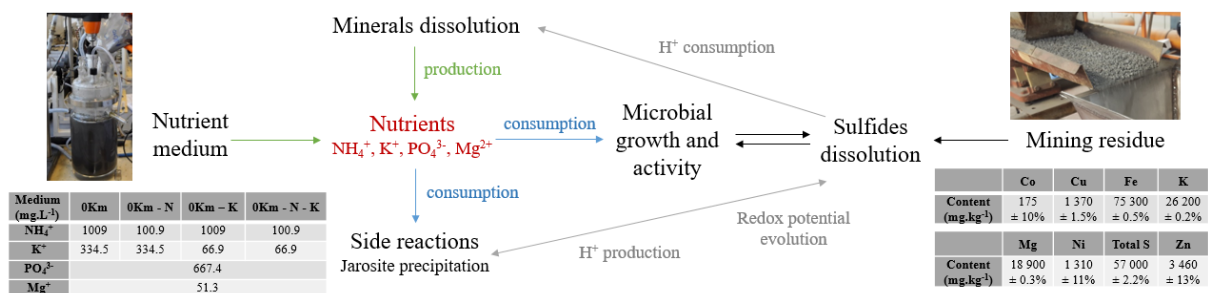 Minerals dissolution
H⁺ consumption
production
Nutrient
medium
Nutrients
NH₄⁺, K⁺, PO₄³⁻, Mg²⁺
consumption
Microbial
growth and
activity
Sulfides
dissolution
Mining residue
consumption
Side reactions
Jarosite precipitation
H⁺ production
Redox potential
evolution
Medium (mg.L⁻¹) 0Km 0Km - N 0Km – K 0Km - N - K
NH₄⁺ 1009 100.9 1009 100.9
K⁺ 334.5 334.5 66.9 66.9
PO₄³⁻ 667.4
Mg⁺ 51.3
Co Cu Fe K
Content 175 1 370 75 300 26 200
(mg.kg⁻¹) ± 10% ± 1.5% ± 0.5% ± 0.2%
Mg Ni Total S Zn
Content 18 900 1 310 57 000 3 460
(mg.kg⁻¹) ± 0.3% ± 11% ± 2.2% ± 13%